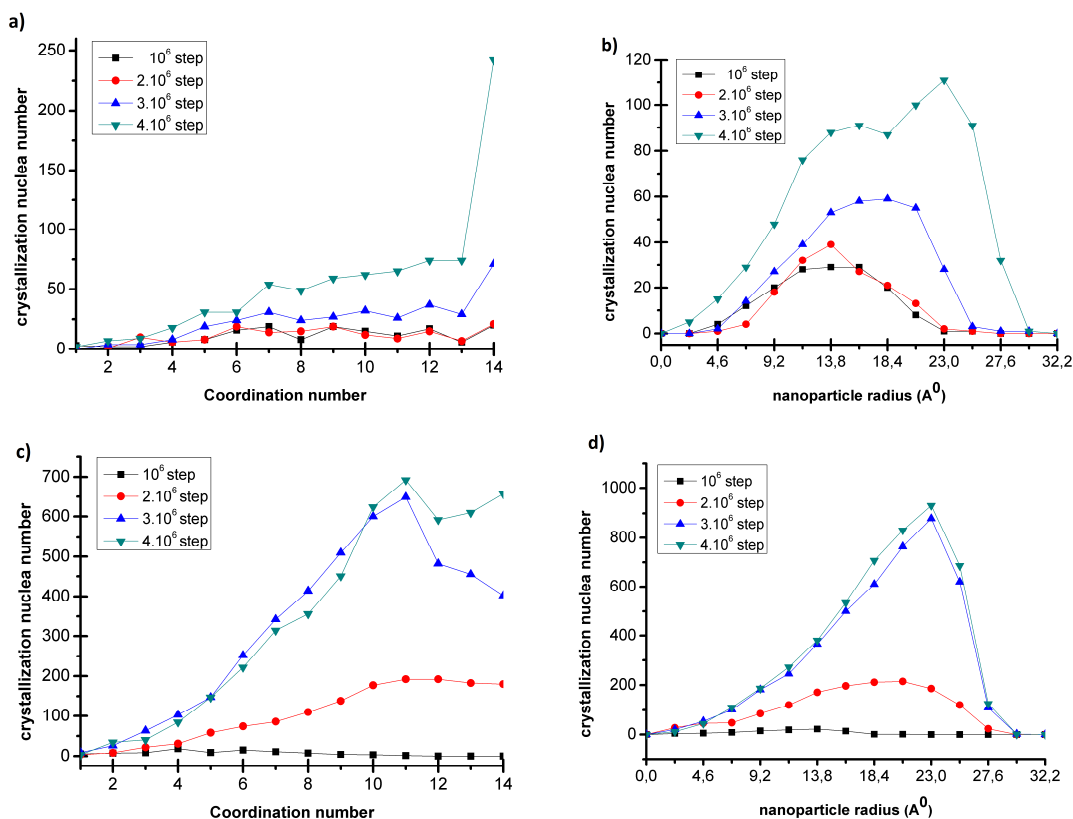 a)
10⁶ step
2.10⁶ step
3.10⁶ step
4.10⁶ step
250
200
150
100
50
0
2 4 6 8 10 12 14
crystallization nuclea number
Coordination number
b)
10⁶ step
2.10⁶ step
3.10⁶ step
4.10⁶ step
120
100
80
60
40
20
0
0,0 4,6 9,2 13,8 18,4 23,0 27,6 32,2
crystallization nuclea number
nanoparticle radius (A⁰)
c)
10⁶ step
2.10⁶ step
3.10⁶ step
4.10⁶ step
700
600
500
400
300
200
100
0
2 4 6 8 10 12 14
crystallization nuclea number
Coordination number
d)
10⁶ step
2.10⁶ step
3.10⁶ step
4.10⁶ step
1000
800
600
400
200
0
0,0 4,6 9,2 13,8 18,4 23,0 27,6 32,2
crystallization nuclea number
nanoparticle radius (A⁰)